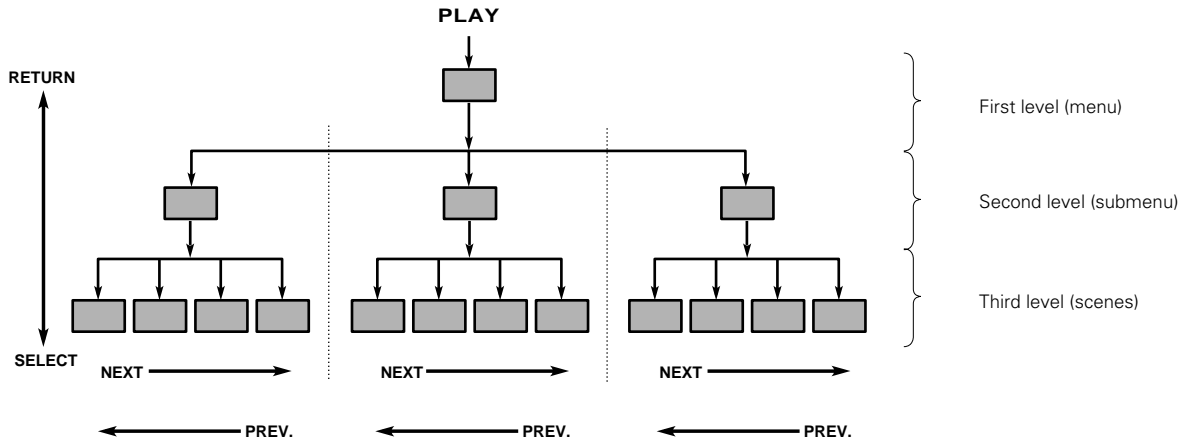 PLAY
RETURN
First level (menu)
Second level (submenu)
Third level (scenes)
SELECT
NEXT NEXT NEXT
PREV. PREV. PREV.